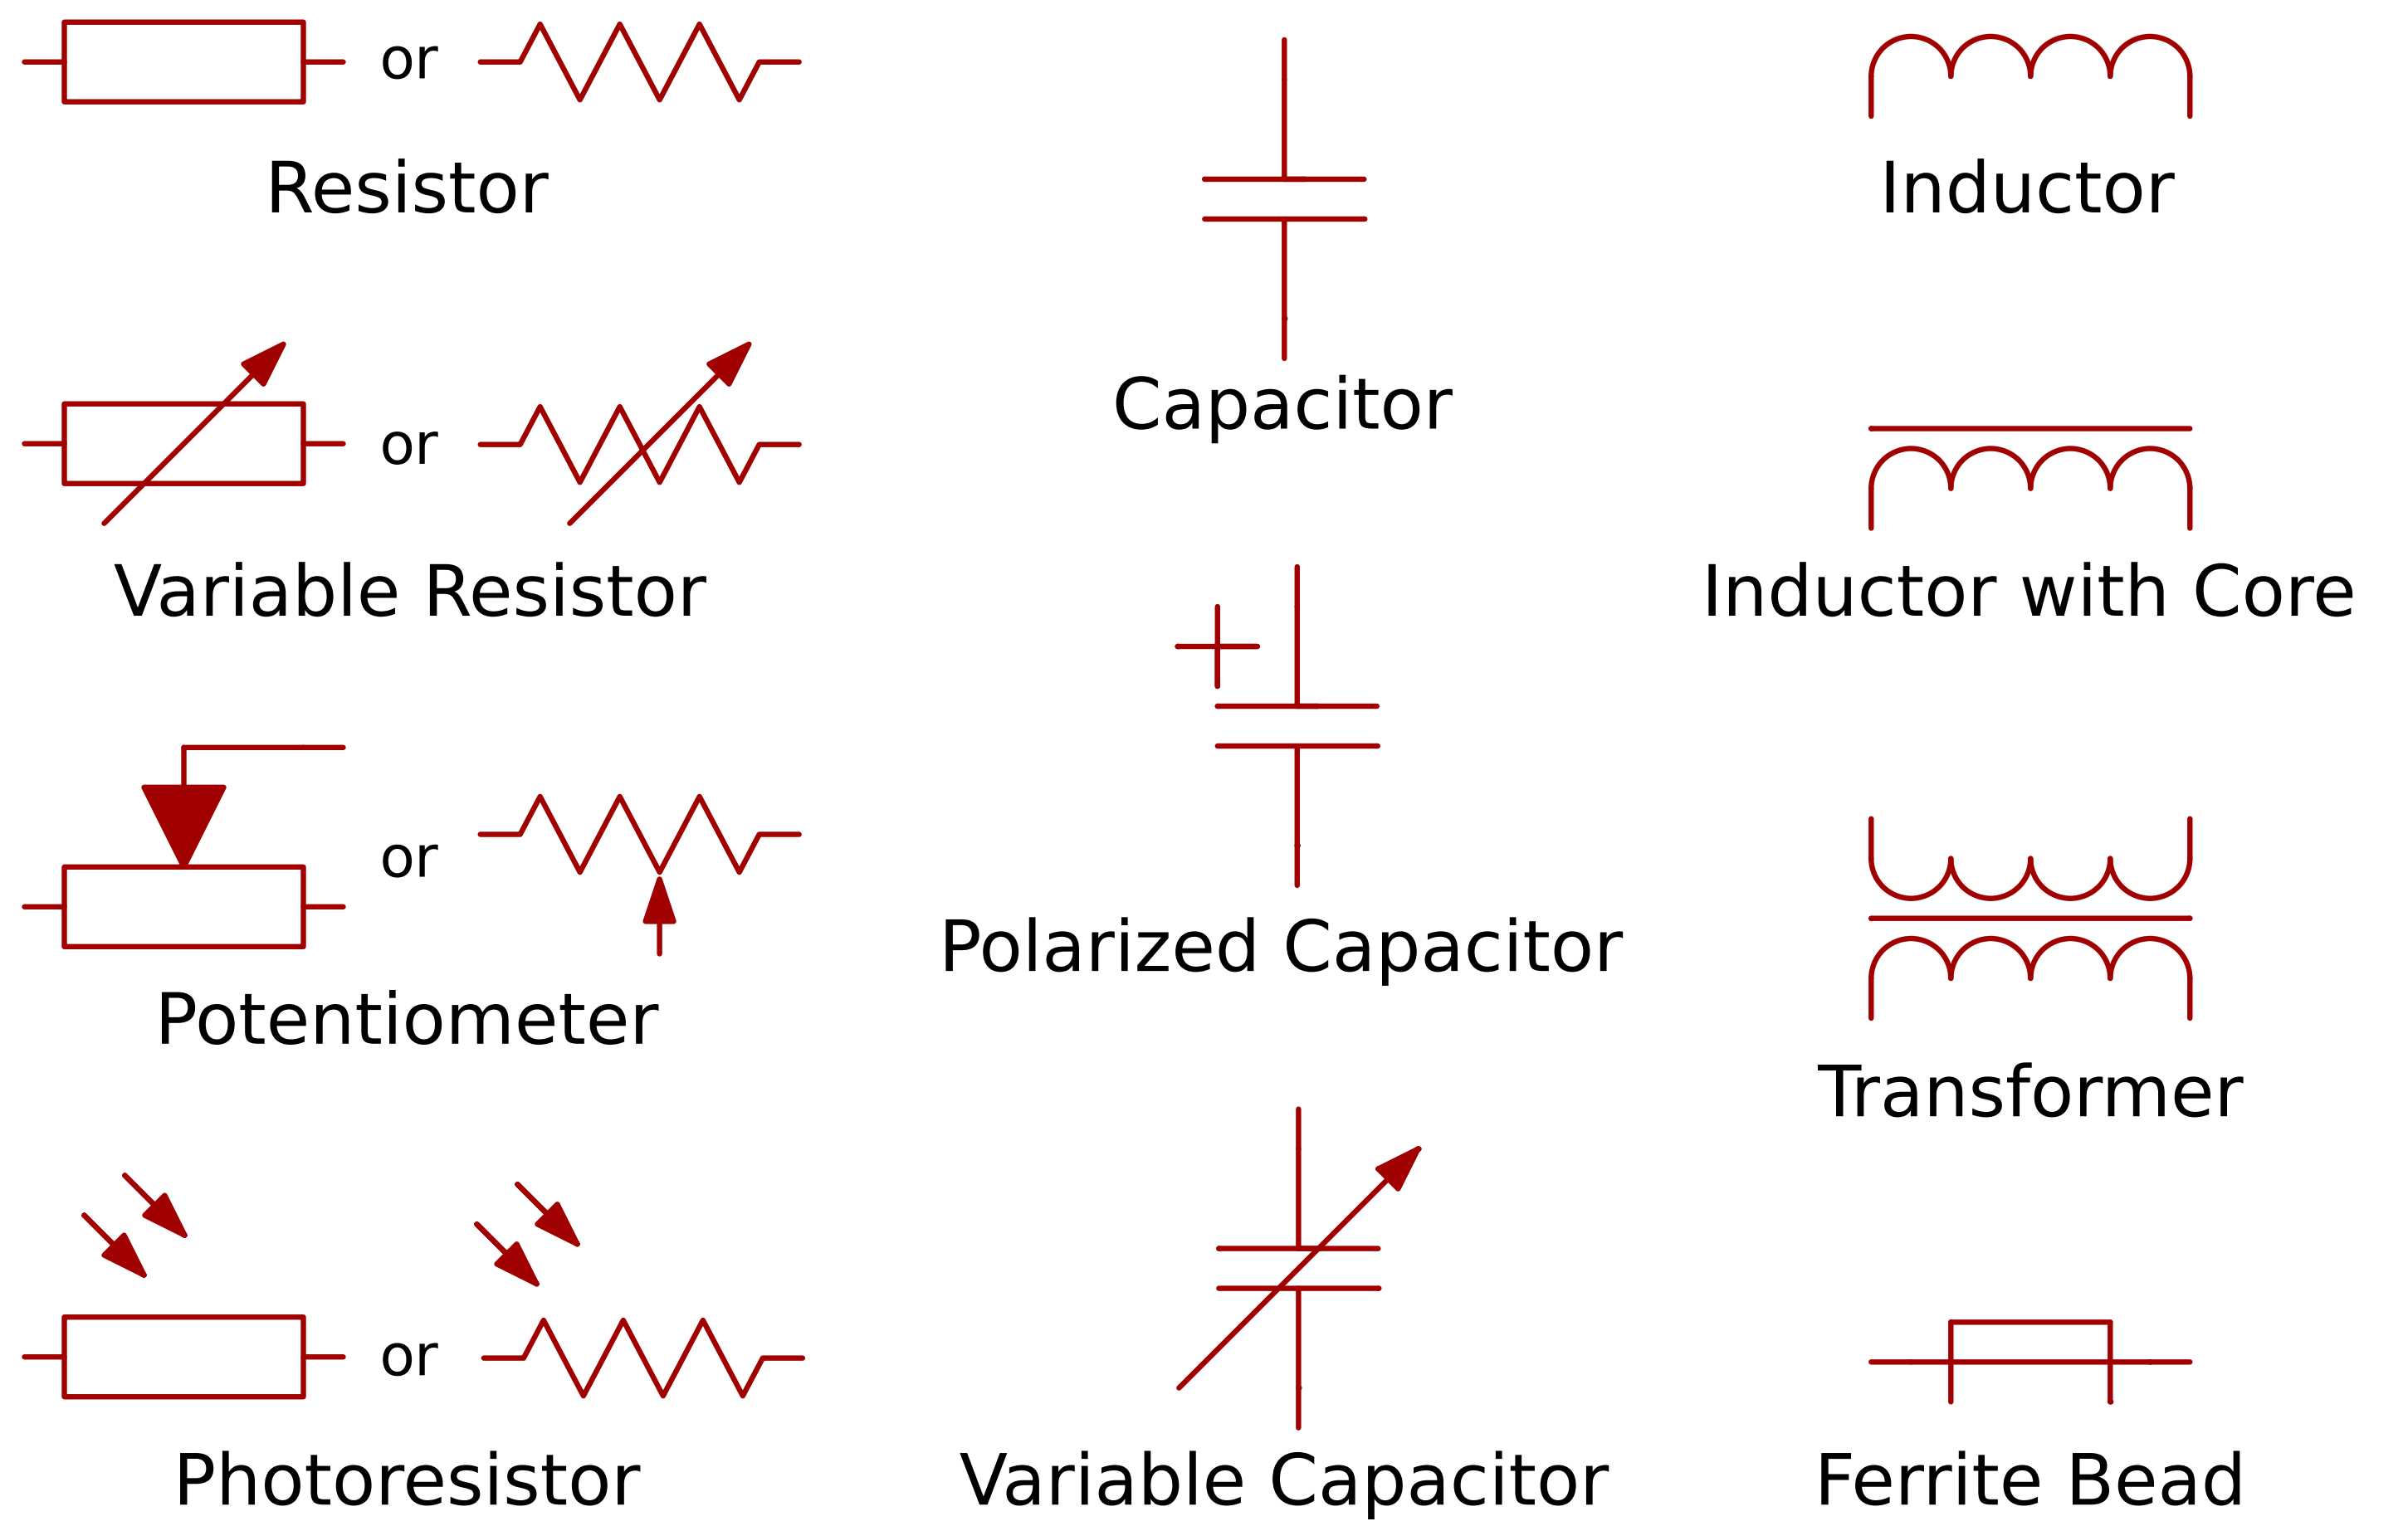 or
Resistor
or
Variable Resistor
or
Potentiometer
or
Photoresistor
Capacitor
Polarized Capacitor
Variable Capacitor
Inductor
Inductor with Core
Transformer
Ferrite Bead